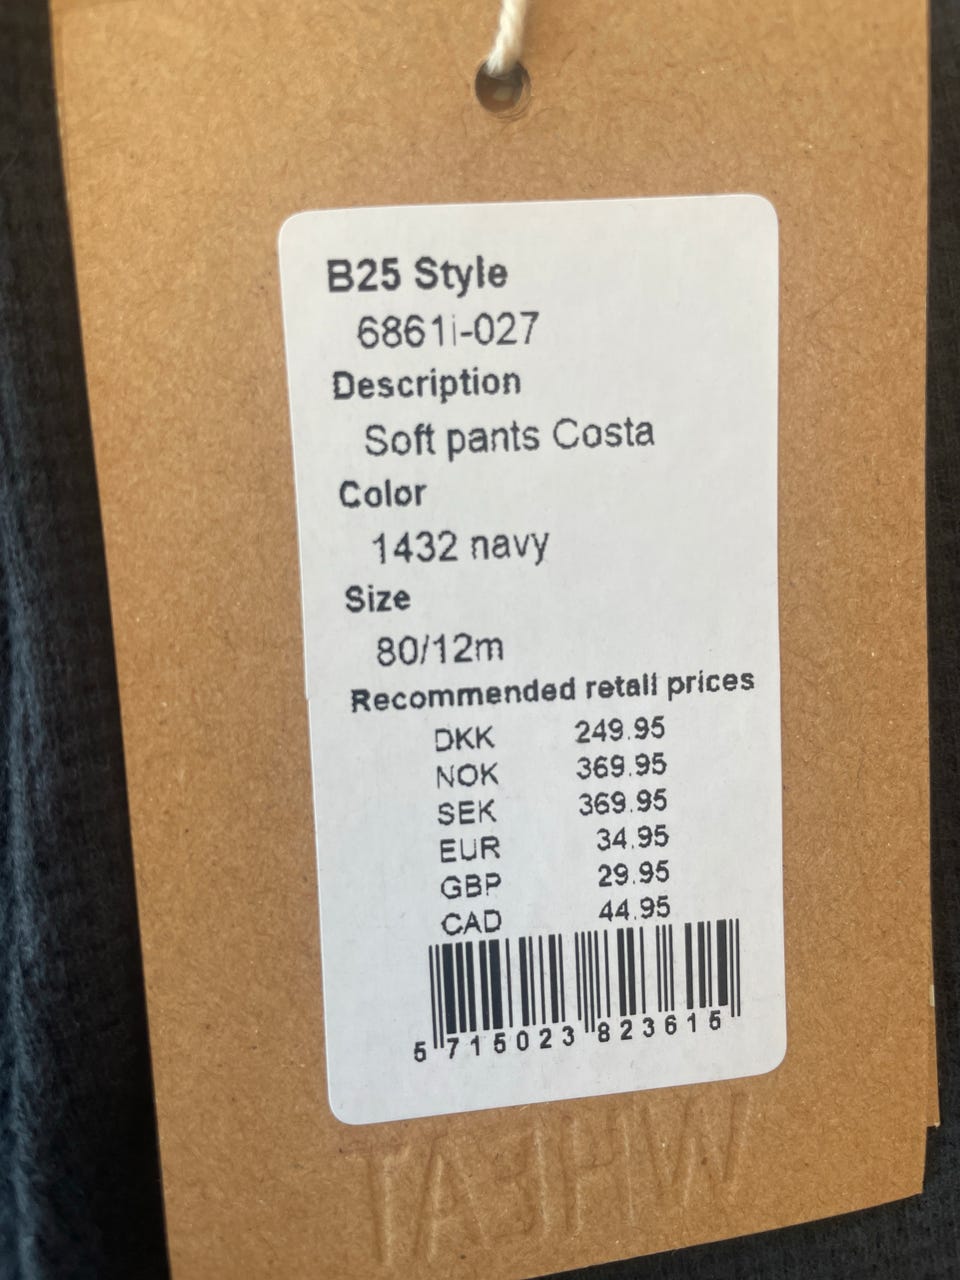 B25 Style
6861i-027
Description
Soft pants Costa
Color
1432 navy
Size
80/12m
Recommended retail prices
DKK 249.95
NOK 369.95
SEK 369.95
EUR 34.95
GBP 29.95
CAD 44.95
5 715023 823615
WHEAT